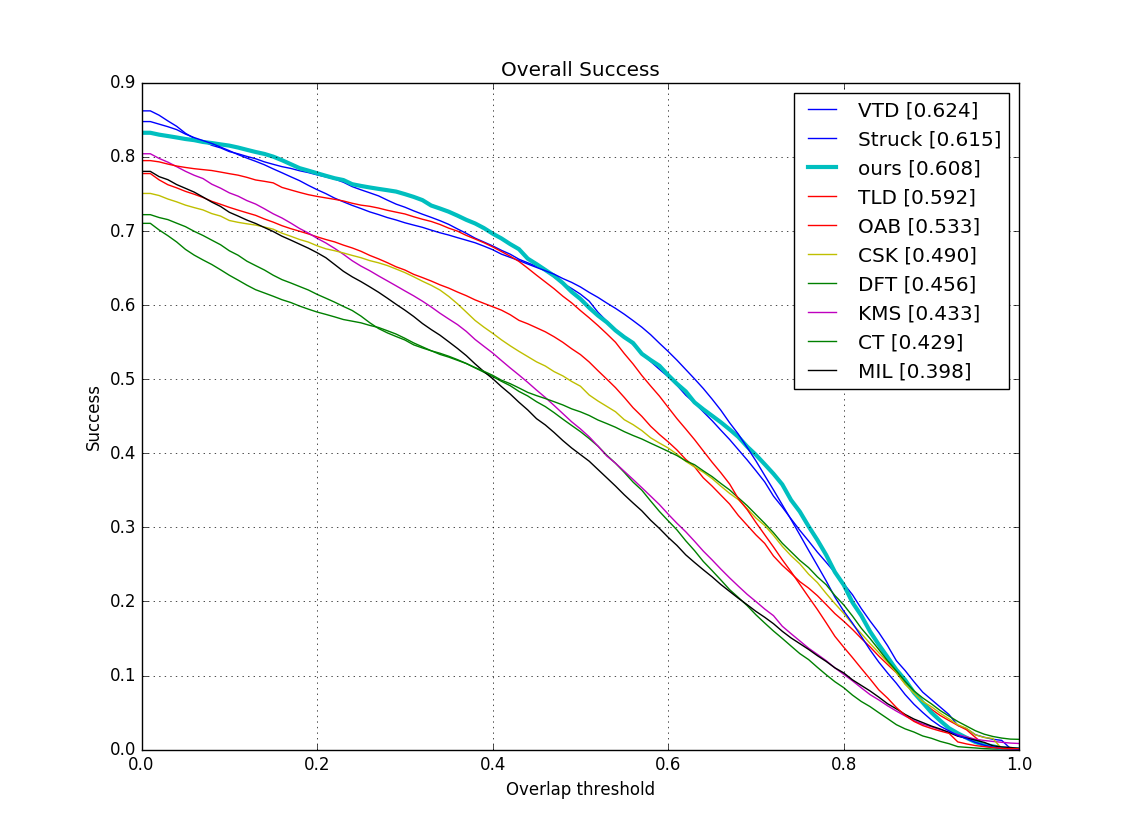 Overall Success
0.9
0.8
0.7
0.6
0.5
0.4
0.3
0.2
0.1
0.0
Success
VTD [0.624]
Struck [0.615]
ours [0.608]
TLD [0.592]
OAB [0.533]
CSK [0.490]
DFT [0.456]
KMS [0.433]
CT [0.429]
MIL [0.398]
0.0 0.2 0.4 0.6 0.8 1.0
Overlap threshold